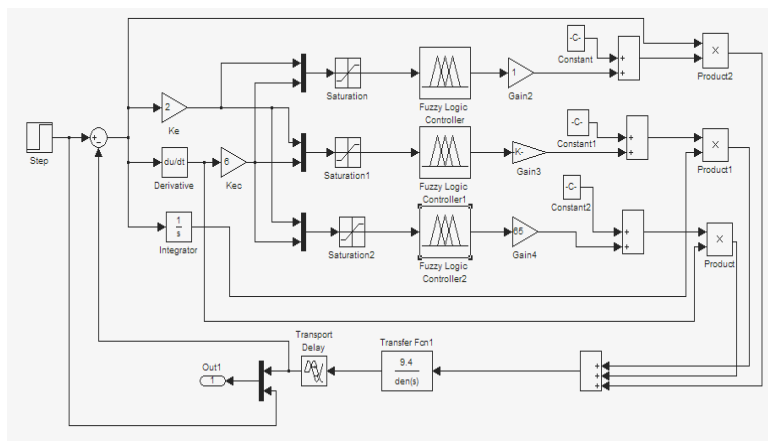 -C-
Constant
+
+
X
Product2
Saturation
Fuzzy Logic
Controller
1
Gain2
2
Ke
Step
+
-
du/dt
Derivative
6
Kec
Saturation1
Fuzzy Logic
Controller1
-K-
Gain3
-C-
Constant1
+
+
X
Product1
1
s
Integrator
Saturation2
Fuzzy Logic
Controller2
65
Gain4
-C-
Constant2
+
+
X
Product
Transport
Delay
Transfer Fcn1
9.4
den(s)
+
+
+
Out1
1